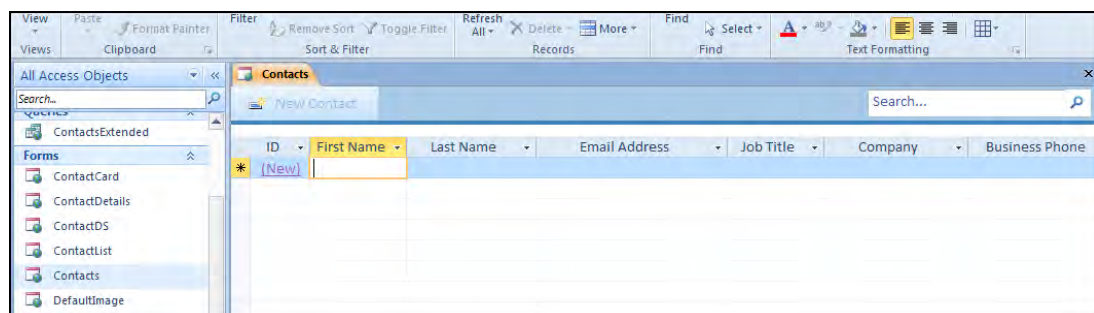 View Paste Format Painter Filter Remove Sort Toggle Filter Refresh All Delete More Find Select A ab
Views Clipboard Sort & Filter Records Find Text Formatting
All Access Objects « Contacts x
Search... New Contact Search...
Queries
ContactsExtended
ID First Name Last Name Email Address Job Title Company Business Phone
Forms
* (New)
ContactCard
ContactDetails
ContactDS
ContactList
Contacts
DefaultImage